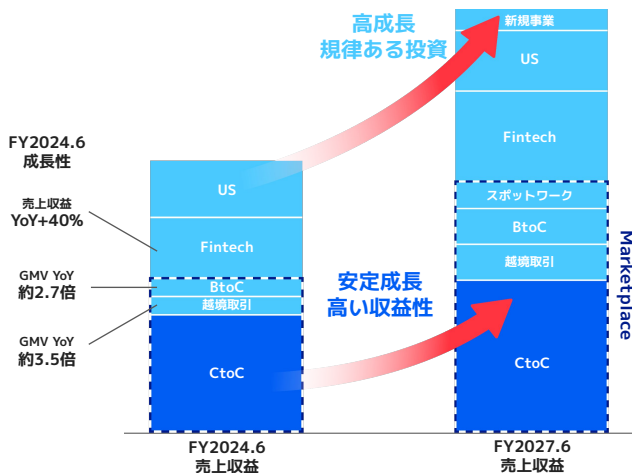 高成長
規律ある投資
新規事業
US
Fintech
スポットワーク
BtoC
越境取引
CtoC
Marketplace
FY2024.6
成長性
売上収益
YoY+40%
GMV YoY
約2.7倍
GMV YoY
約3.5倍
US
Fintech
BtoC
越境取引
CtoC
安定成長
高い収益性
FY2024.6
売上収益
FY2027.6
売上収益